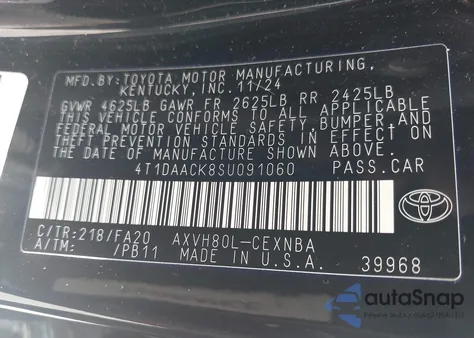 MFD.BY:TOYOTA MOTOR MANUFACTURING,
KENTUCKY, INC. 11/24
GVWR 4625LB GAWR FR 2625LB RR 2425LB
THIS VEHICLE CONFORMS TO ALL APPLICABLE
FEDERAL MOTOR VEHICLE SAFETY, BUMPER, AND
THEFT PREVENTION STANDARDS IN EFFECT ON
THE DATE OF MANUFACTURE SHOWN ABOVE.
4T1DAACK8SU091060 PASS.CAR
C/TR:218/FA20 AXVH80L-CEXNBA
A/TM: /PB11 MADE IN U.S.A. 39968
autoSnap